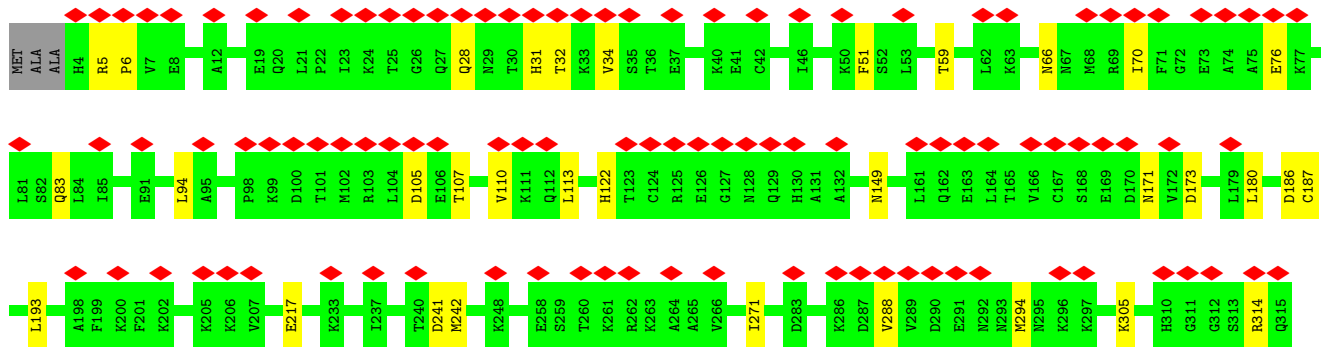 MET ALA ALA H4 R5 P6 V7 E8 A12 E19 Q20 L21 P22 I23 K24 T25 G26 Q27 Q28 N29 T30 H31 T32 K33 V34 S35 T36 E37 K40 E41 C42 I46 K50 F51 S52 L53 T59 L62 K63 N66 N67 M68 R69 I70 F71 G72 E73 A74 A75 E76 K77
L81 S82 Q83 L84 I85 E91 L94 A95 P98 K99 D100 T101 M102 R103 L104 D105 E106 T107 V110 K111 Q112 L113 H122 T123 C124 R125 E126 G127 N128 Q129 H130 A131 A132 N149 L161 Q162 E163 L164 T165 V166 C167 S168 E169 D170 N171 V172 D173 L179 L180 D186 C187
L193 A198 F199 K200 F201 K202 K205 K206 V207 E217 K233 I237 T240 D241 M242 K248 E258 S259 T260 K261 R262 K263 A264 A265 V266 I271 D283 K286 D287 V288 V289 D290 E291 N292 N293 M294 N295 K296 K297 K305 H310 G311 G312 S313 R314 Q315